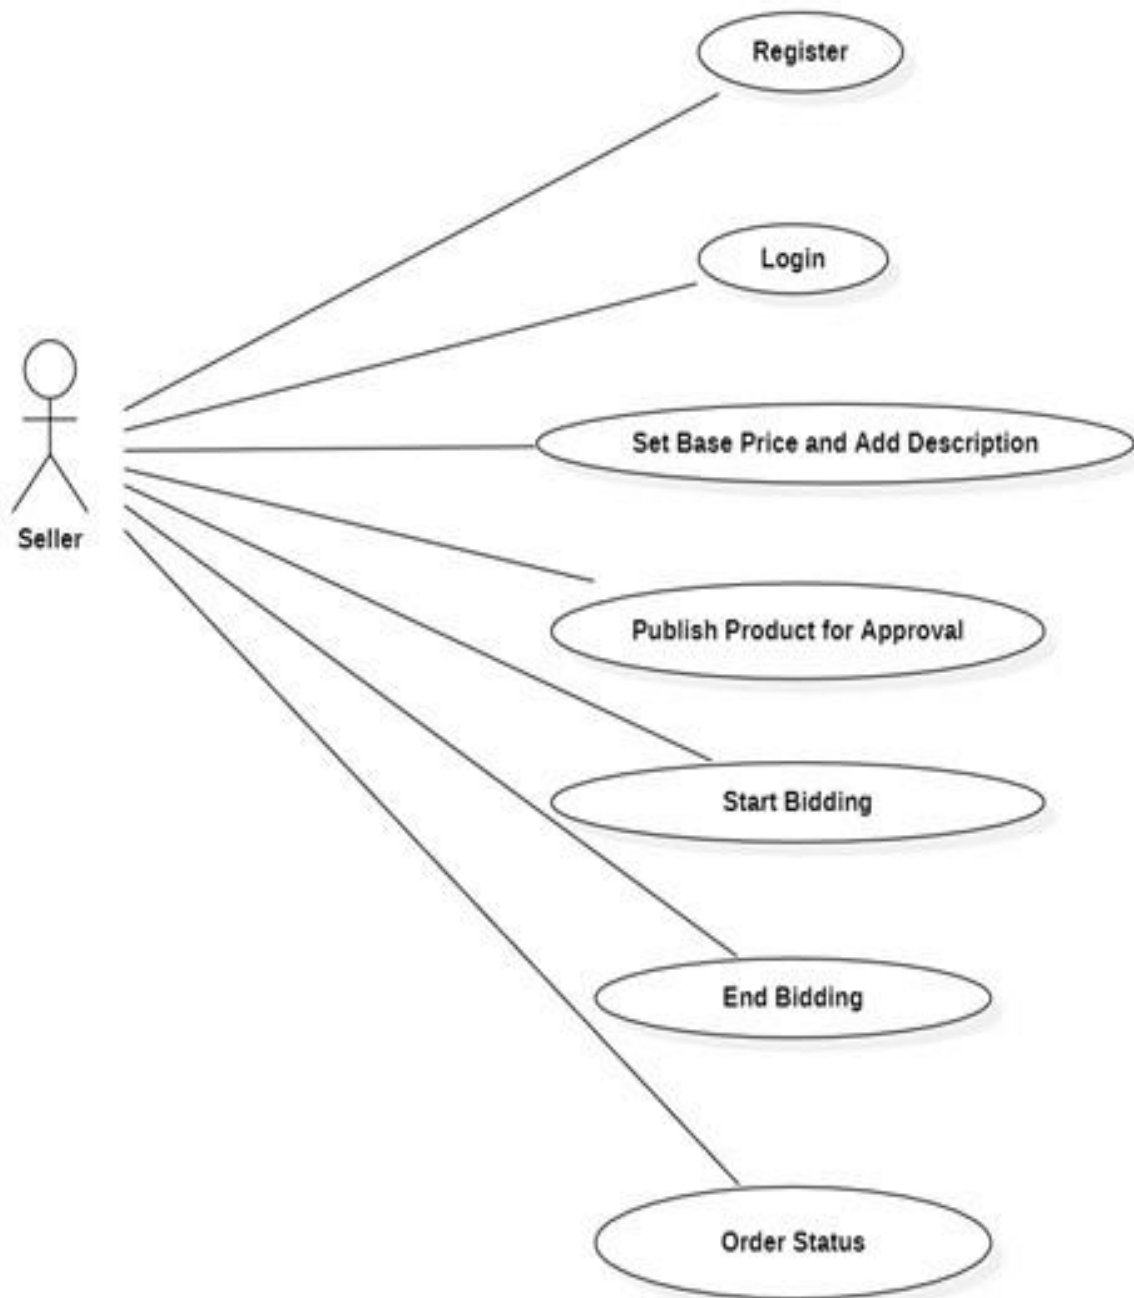 Register
Login
Seller
Set Base Price and Add Description
Publish Product for Approval
Start Bidding
End Bidding
Order Status